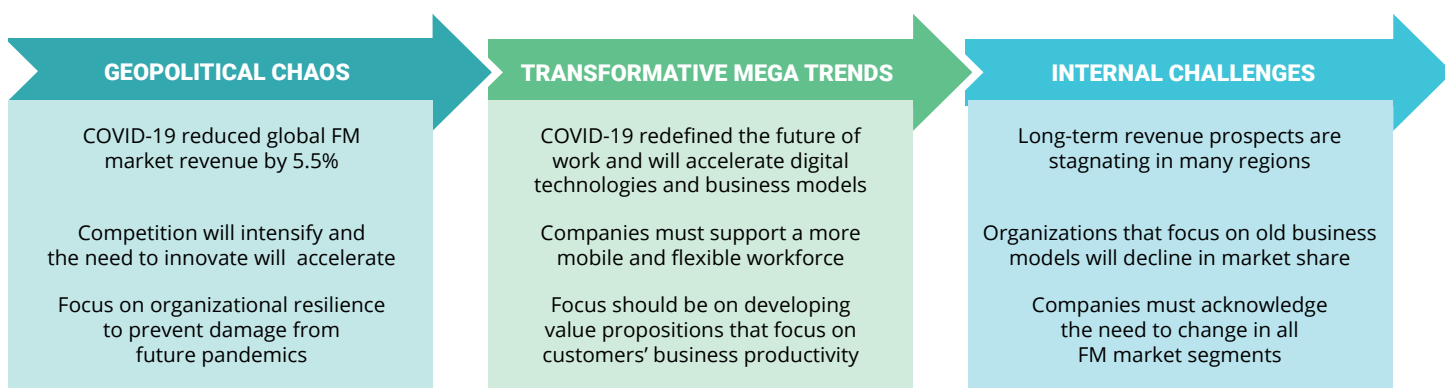 GEOPOLITICAL CHAOS
COVID-19 reduced global FM
market revenue by 5.5%
Competition will intensify and
the need to innovate will accelerate
Focus on organizational resilience
to prevent damage from
future pandemics
TRANSFORMATIVE MEGA TRENDS
COVID-19 redefined the future of
work and will accelerate digital
technologies and business models
Companies must support a more
mobile and flexible workforce
Focus should be on developing
value propositions that focus on
customers’ business productivity
INTERNAL CHALLENGES
Long-term revenue prospects are
stagnating in many regions
Organizations that focus on old business
models will decline in market share
Companies must acknowledge
the need to change in all
FM market segments